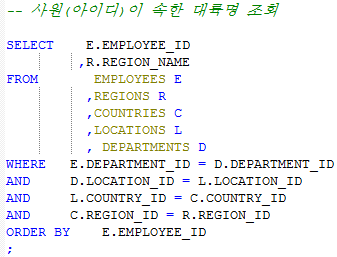 -- 사원(아이디)이 속한 대륙명 조회
SELECT E.EMPLOYEE_ID
,R.REGION_NAME
FROM EMPLOYEES E
,REGIONS R
,COUNTRIES C
,LOCATIONS L
, DEPARTMENTS D
WHERE E.DEPARTMENT_ID = D.DEPARTMENT_ID
AND D.LOCATION_ID = L.LOCATION_ID
AND L.COUNTRY_ID = C.COUNTRY_ID
AND C.REGION_ID = R.REGION_ID
ORDER BY E.EMPLOYEE_ID
;